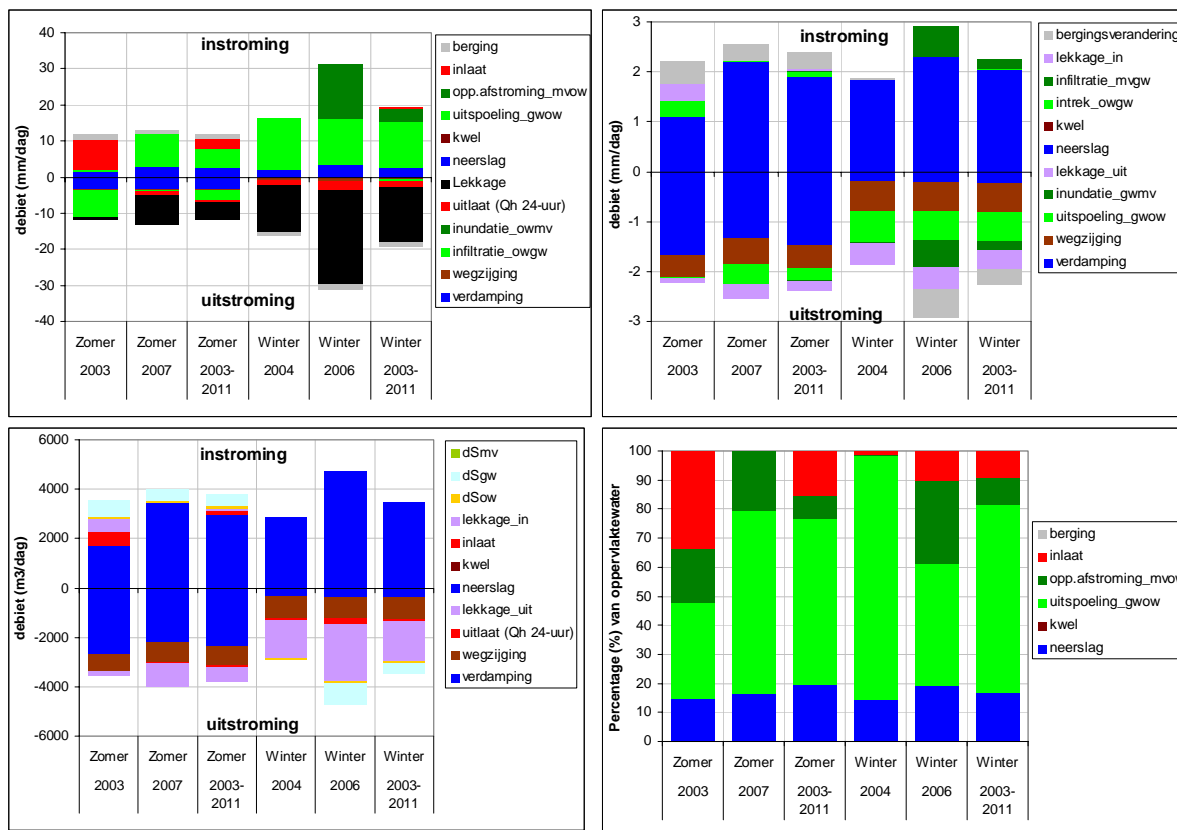 instroming
uitstroming
debiet (mm/dag)
40
30
20
10
0
-10
-20
-30
-40
Zomer Zomer Zomer Winter Winter Winter
2003 2007 2003- 2004 2006 2003-
2011 2011
berging
inlaat
opp.afstroming_mvow
uitspoeling_gwow
kwel
neerslag
Lekkage
uitlaat (Qh 24-uur)
inundatie_owmv
infiltratie_owgw
wegzijging
verdamping
instroming
uitstroming
debiet (mm/dag)
3
2
1
0
-1
-2
-3
Zomer Zomer Zomer Winter Winter Winter
2003 2007 2003- 2004 2006 2003-
2011 2011
bergingsverandering
lekkage_in
infiltratie_mvgw
intrek_owgw
kwel
neerslag
lekkage_uit
inundatie_gwmv
uitspoeling_gwow
wegzijging
verdamping
instroming
uitstroming
debiet (m3/dag)
6000
4000
2000
0
-2000
-4000
-6000
Zomer Zomer Zomer Winter Winter Winter
2003 2007 2003- 2004 2006 2003-
2011 2011
dSmv
dSgw
dSow
lekkage_in
inlaat
kwel
neerslag
lekkage_uit
uitlaat (Qh 24-uur)
wegzijging
verdamping
Percentage (%) van oppervlaktewater
100
90
80
70
60
50
40
30
20
10
0
Zomer Zomer Zomer Winter Winter Winter
2003 2007 2003- 2004 2006 2003-
2011 2011
berging
inlaat
opp.afstroming_mvow
uitspoeling_gwow
kwel
neerslag